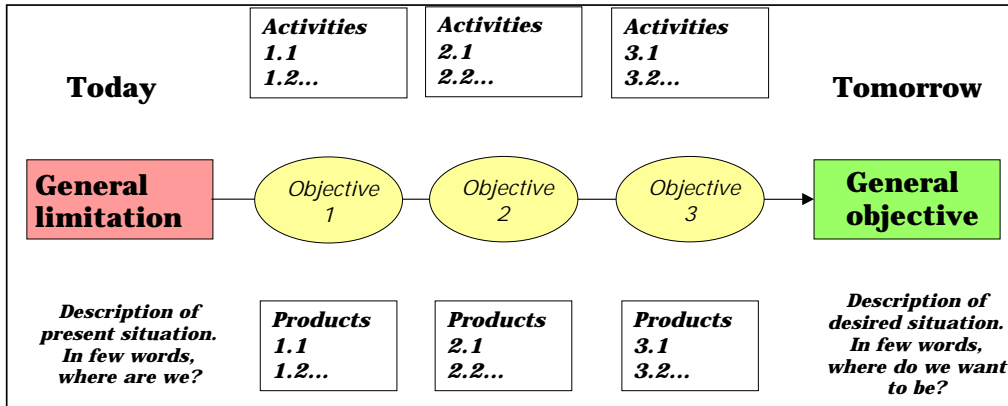 Today
Activities
1.1
1.2...
Activities
2.1
2.2...
Activities
3.1
3.2...
Tomorrow
General
limitation
Objective
1
Objective
2
Objective
3
General
objective
Description of
present situation.
In few words,
where are we?
Products
1.1
1.2...
Products
2.1
2.2...
Products
3.1
3.2...
Description of
desired situation.
In few words,
where do we want
to be?